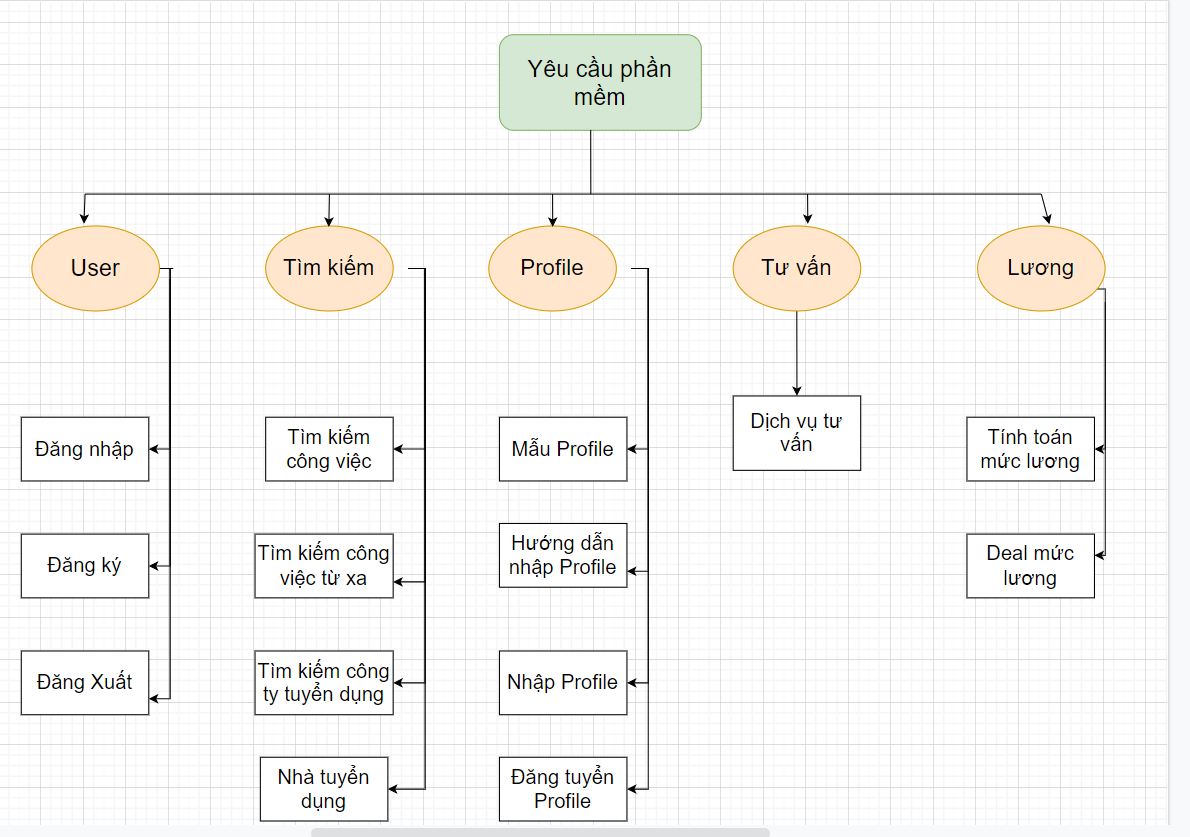 Yêu cầu phần
mềm
User
Tìm kiếm
Profile
Tư vấn
Lương
Đăng nhập
Tìm kiếm
công việc
Mẫu Profile
Dịch vụ tư
vấn
Tính toán
mức lương
Đăng ký
Tìm kiếm công
việc từ xa
Hướng dẫn
nhập Profile
Deal mức
lương
Đăng Xuất
Tìm kiếm công
ty tuyển dụng
Nhập Profile
Nhà tuyển
dụng
Đăng tuyển
Profile